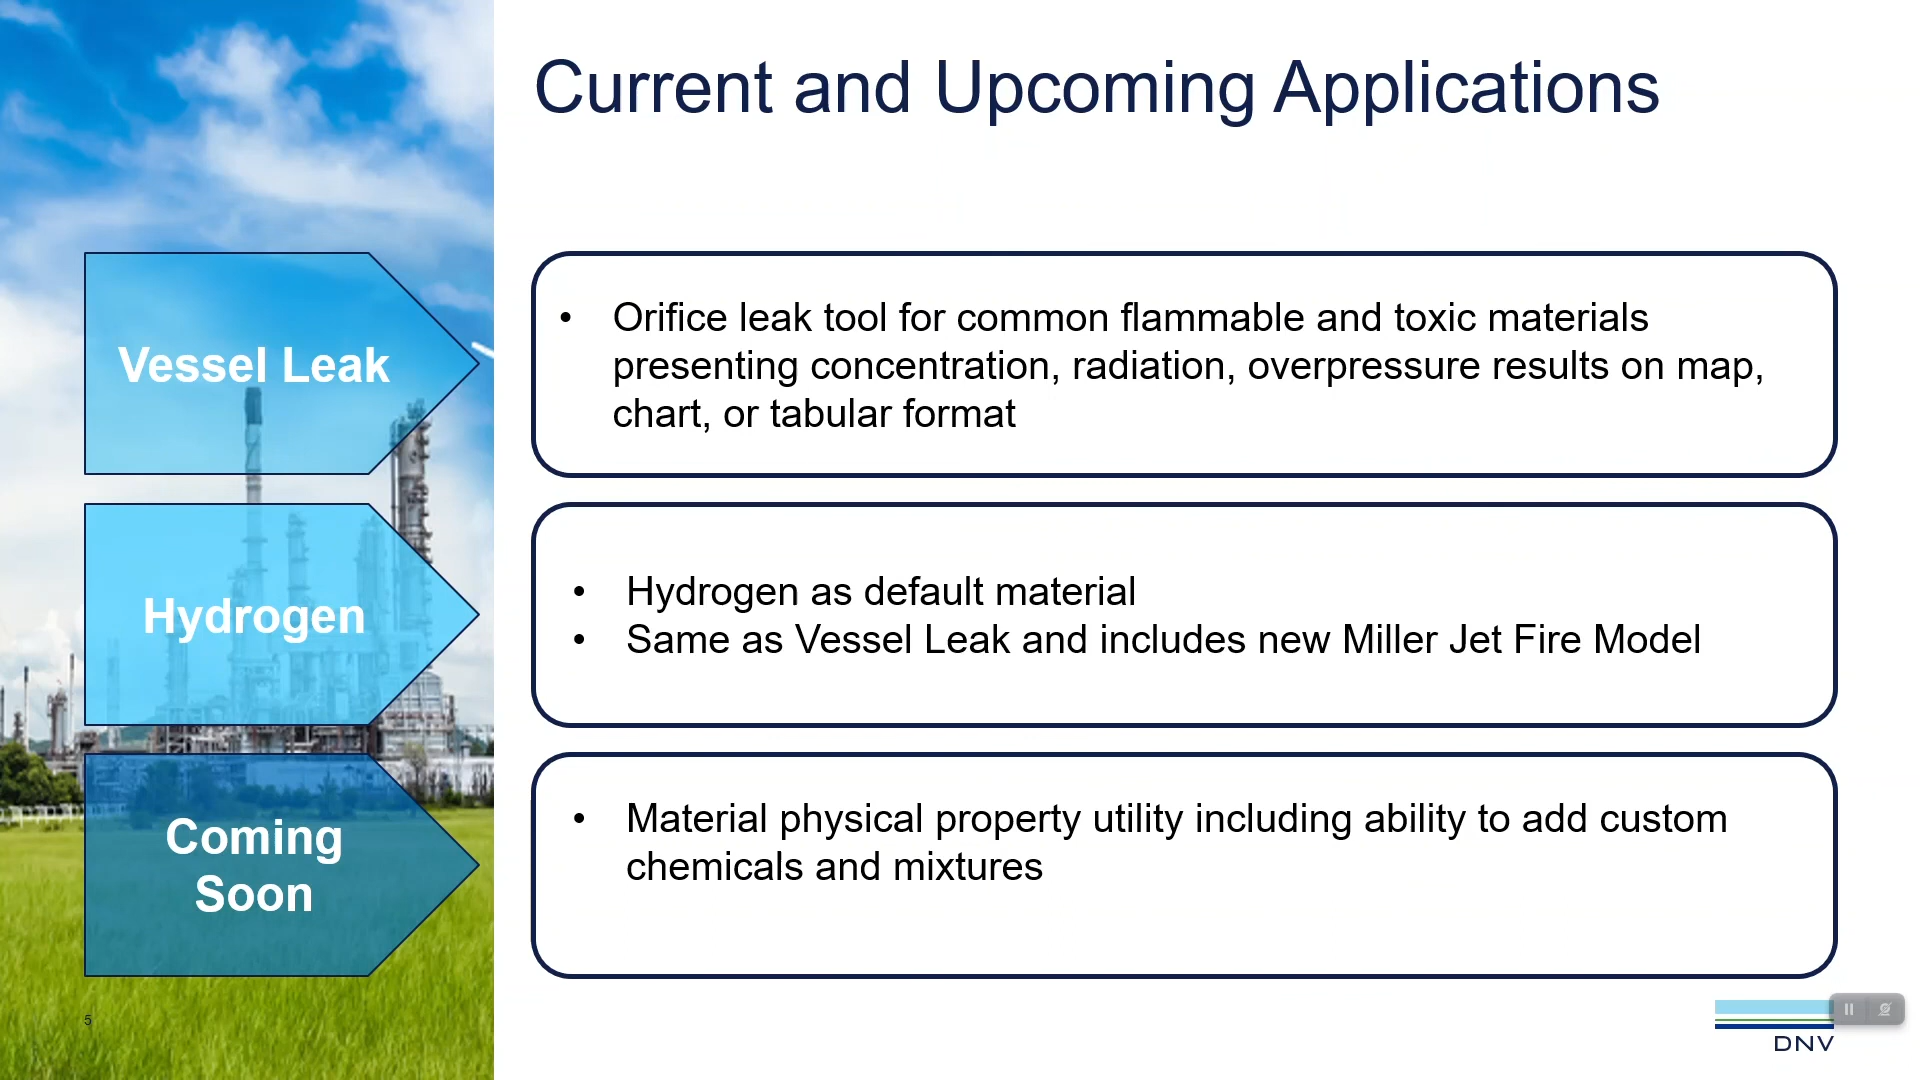 Current and Upcoming Applications
Vessel Leak
• Orifice leak tool for common flammable and toxic materials
presenting concentration, radiation, overpressure results on map,
chart, or tabular format
Hydrogen
• Hydrogen as default material
• Same as Vessel Leak and includes new Miller Jet Fire Model
Coming
Soon
• Material physical property utility including ability to add custom
chemicals and mixtures
5
DNV